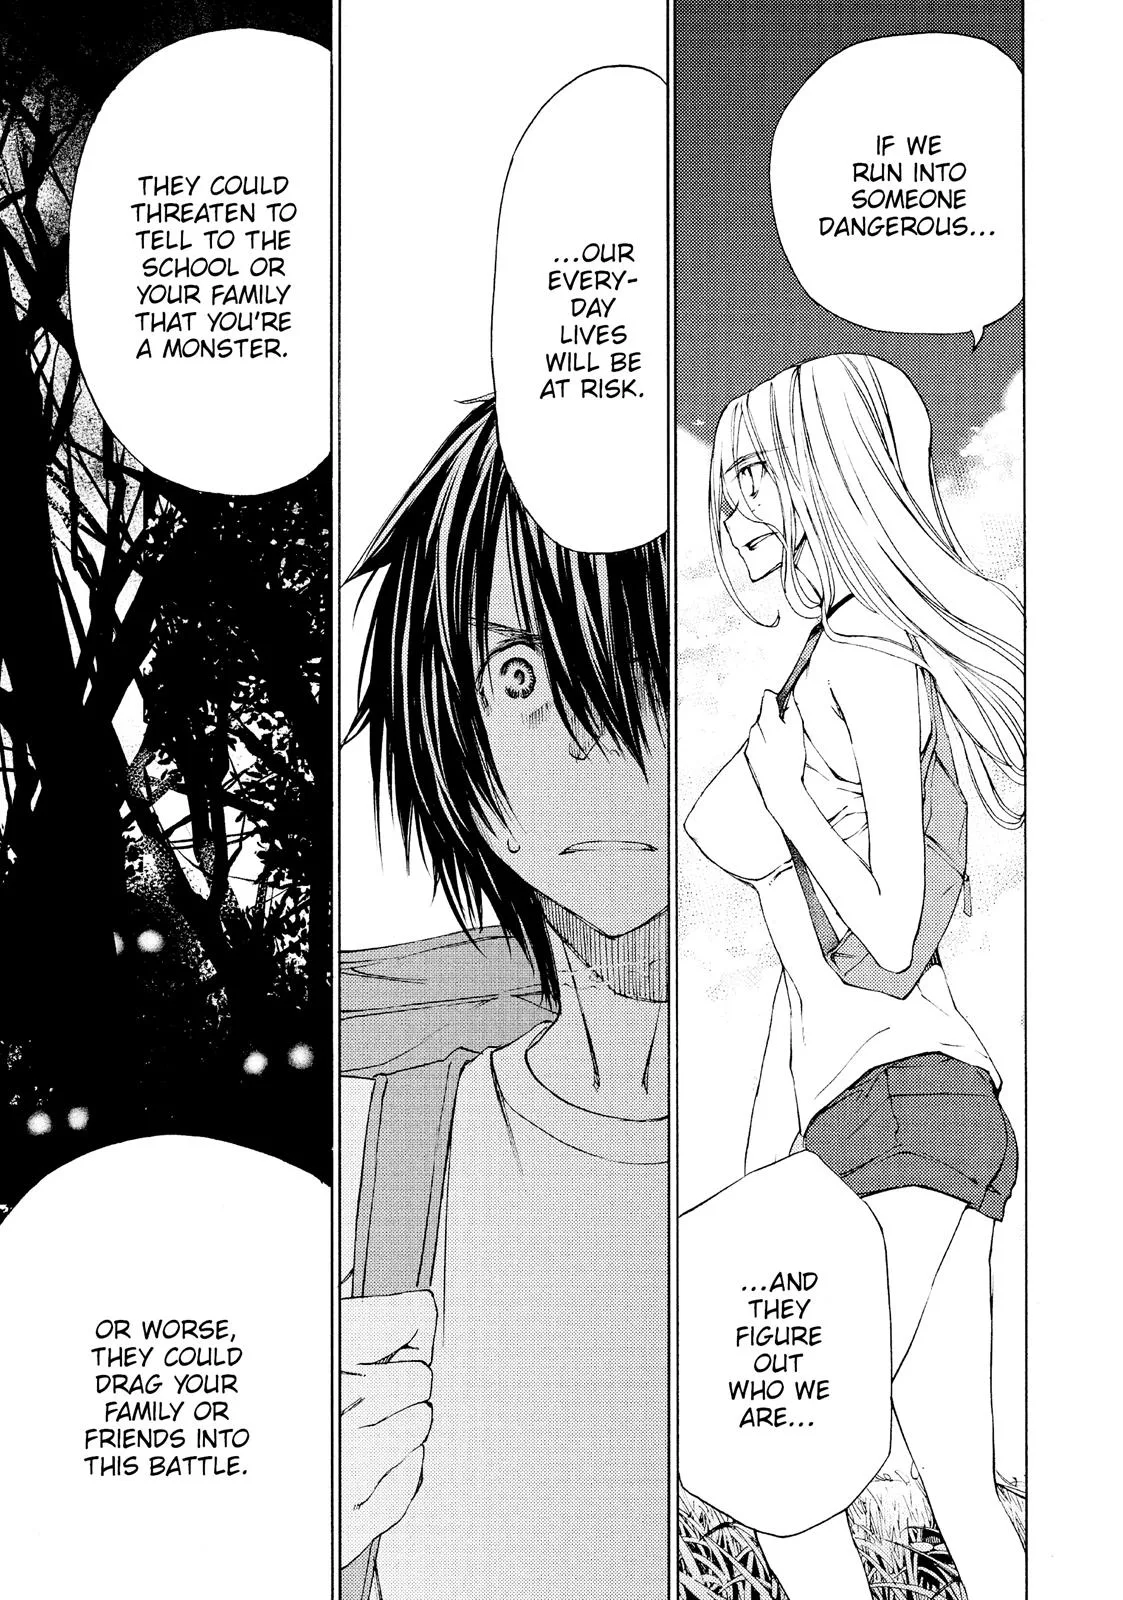 IF WE
RUN INTO
SOMEONE
DANGEROUS...
...AND
THEY
FIGURE
OUT
WHO WE
ARE...
...OUR
EVERY-
DAY
LIVES
WILL BE
AT RISK.
THEY COULD
THREATEN TO
TELL TO THE
SCHOOL OR
YOUR FAMILY
THAT YOU'RE
A MONSTER.
OR WORSE,
THEY COULD
DRAG YOUR
FAMILY OR
FRIENDS INTO
THIS BATTLE.